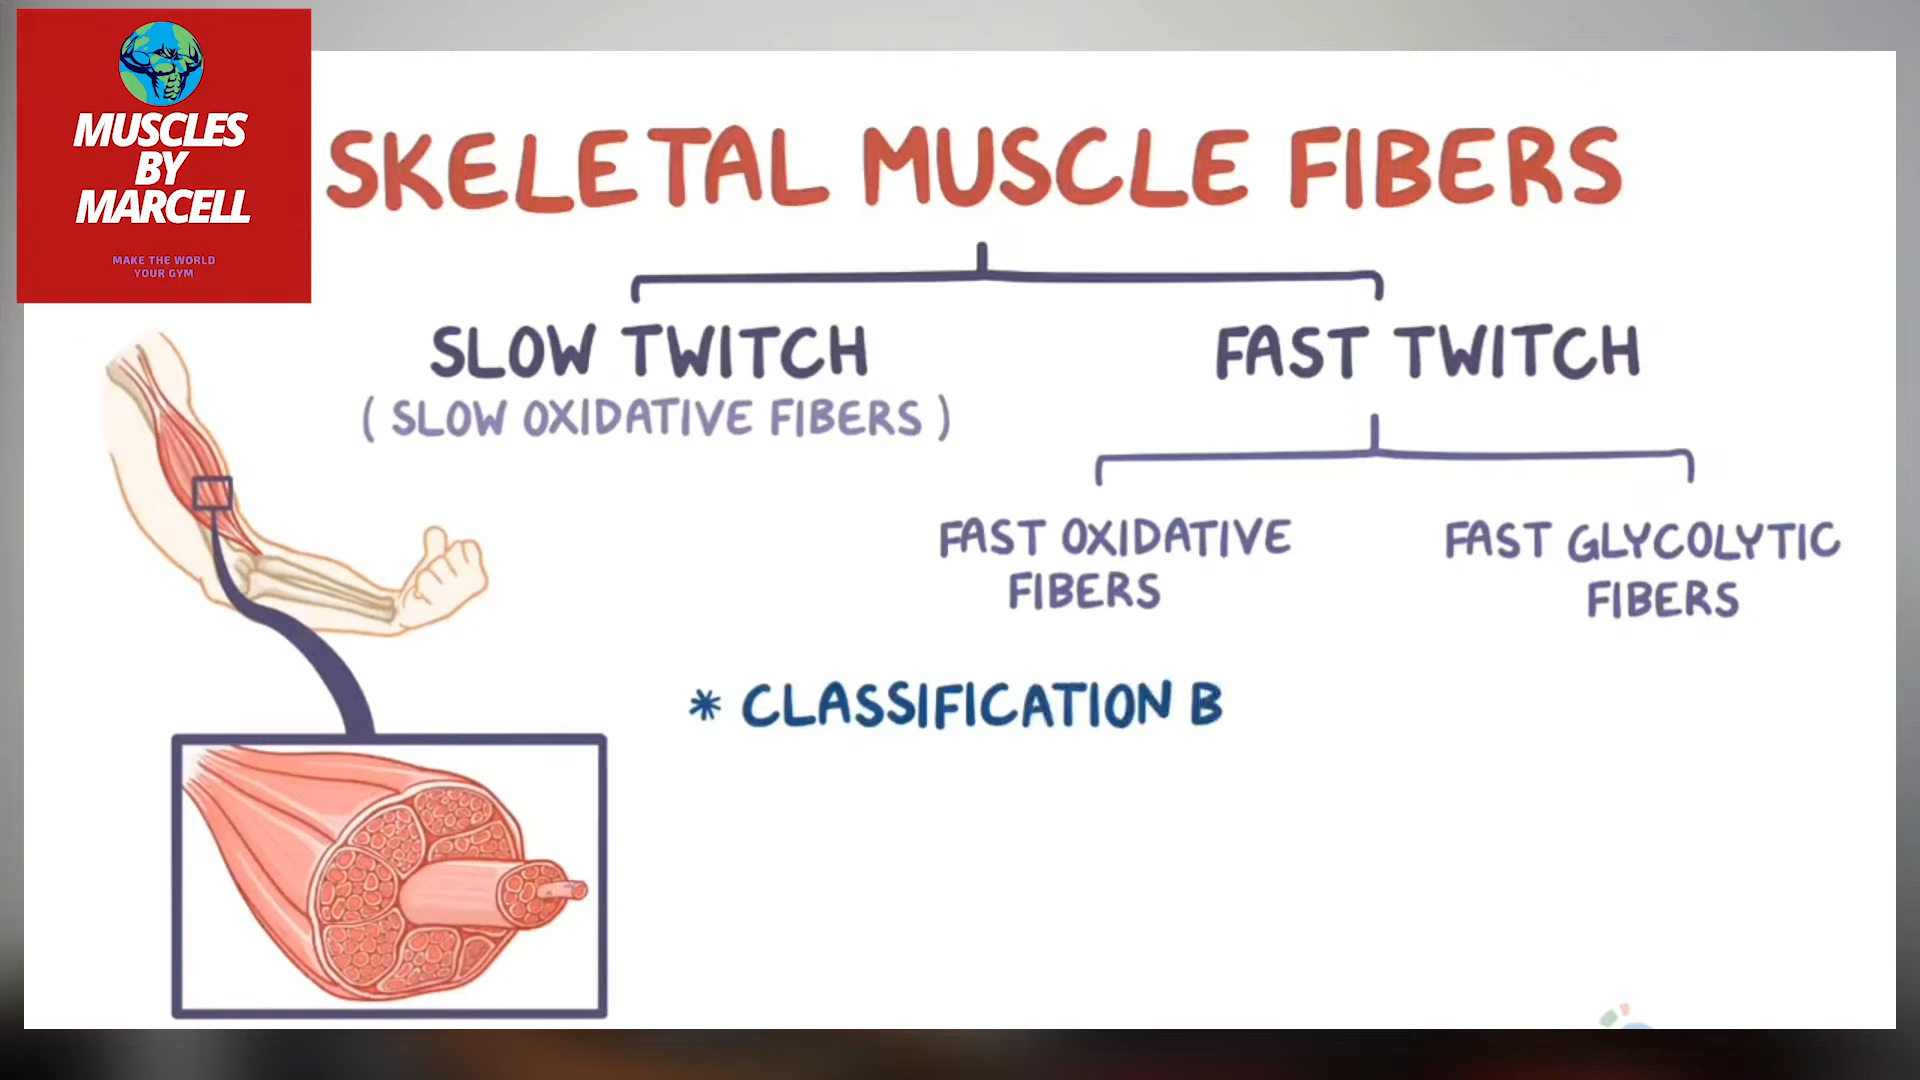 MUSCLES
BY
MARCELL
MAKE THE WORLD
YOUR GYM
SKELETAL MUSCLE FIBERS
SLOW TWITCH
( SLOW OXIDATIVE FIBERS )
FAST TWITCH
FAST OXIDATIVE
FIBERS
FAST GLYCOLYTIC
FIBERS
* CLASSIFICATION B